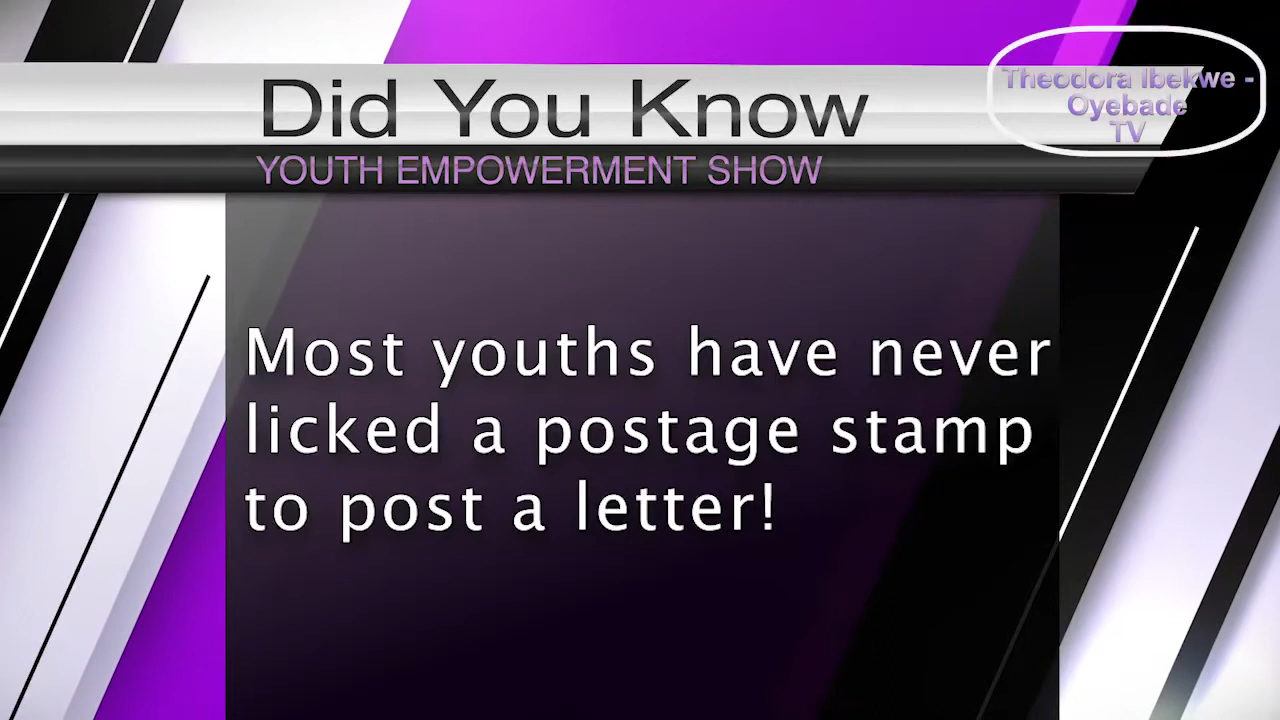 Did You Know
YOUTH EMPOWERMENT SHOW
Theodora Ibekwe -
Oyebade
TV
Most youths have never
licked a postage stamp
to post a letter!